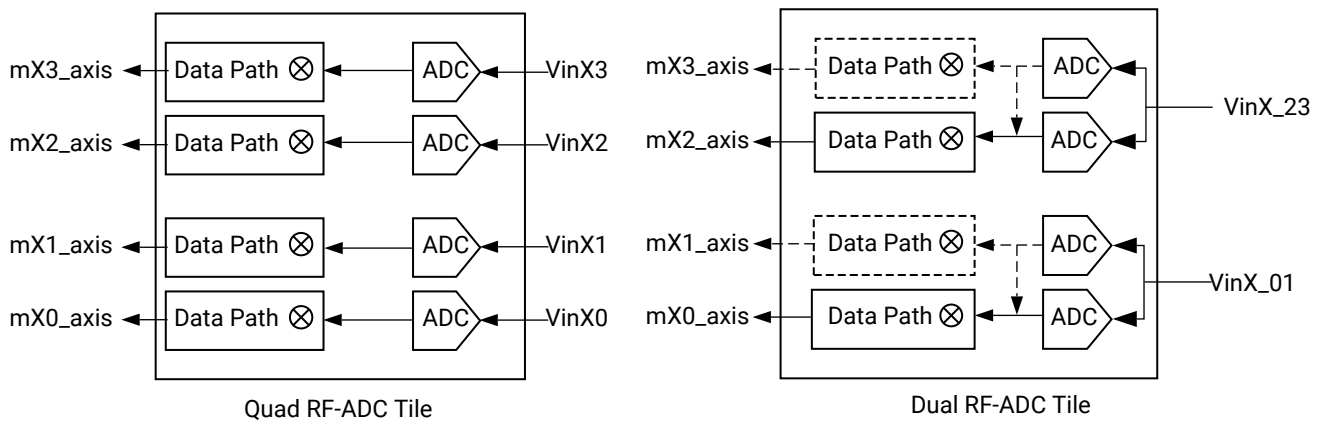 mX3_axis Data Path ADC VinX3
mX2_axis Data Path ADC VinX2
mX1_axis Data Path ADC VinX1
mX0_axis Data Path ADC VinX0
Quad RF-ADC Tile
mX3_axis Data Path ADC
VinX_23
mX2_axis Data Path ADC
mX1_axis Data Path ADC
VinX_01
mX0_axis Data Path ADC
Dual RF-ADC Tile